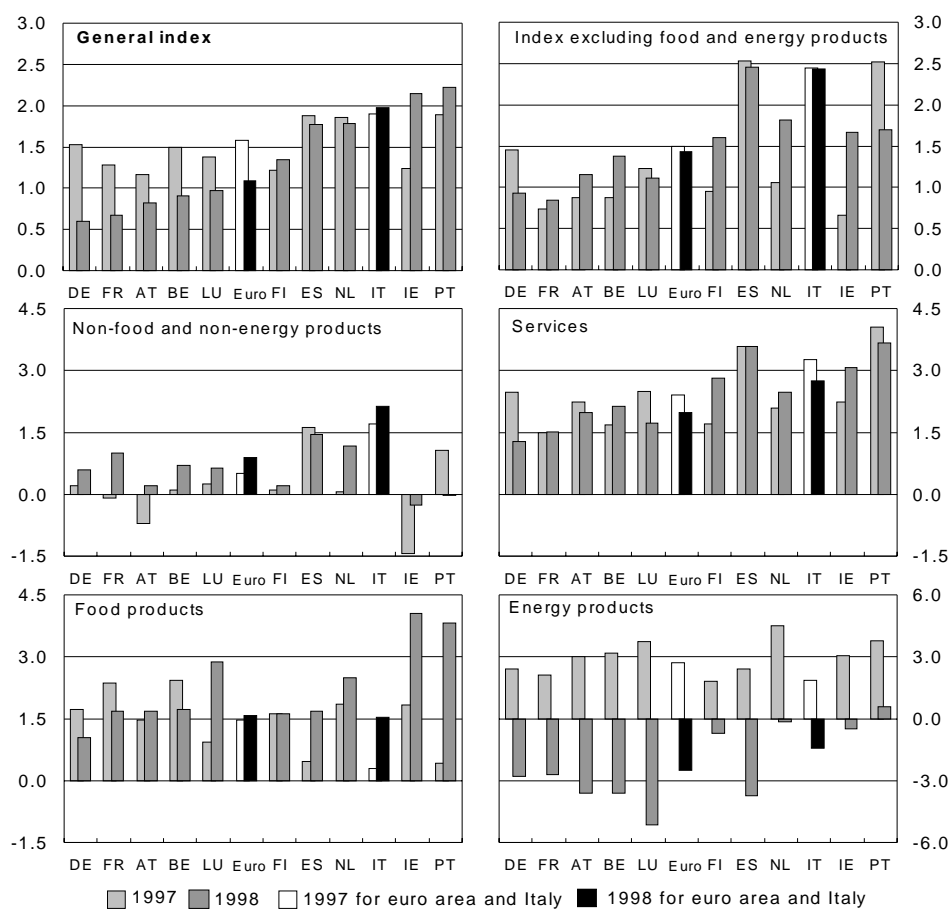 General index
3.0
2.5
2.0
1.5
1.0
0.5
0.0
DE FR AT BE LU Euro FI ES NL IT IE PT
Index excluding food and energy products
3.0
2.5
2.0
1.5
1.0
0.5
0.0
DE FR AT BE LU Euro FI ES NL IT IE PT
Non-food and non-energy products
4.5
3.0
1.5
0.0
-1.5
DE FR AT BE LU Euro FI ES NL IT IE PT
Services
4.5
3.0
1.5
0.0
-1.5
DE FR AT BE LU Euro FI ES NL IT IE PT
Food products
4.5
3.0
1.5
0.0
-1.5
DE FR AT BE LU Euro FI ES NL IT IE PT
Energy products
6.0
3.0
0.0
-3.0
-6.0
DE FR AT BE LU Euro FI ES NL IT IE PT
1997 1998 1997 for euro area and Italy 1998 for euro area and Italy